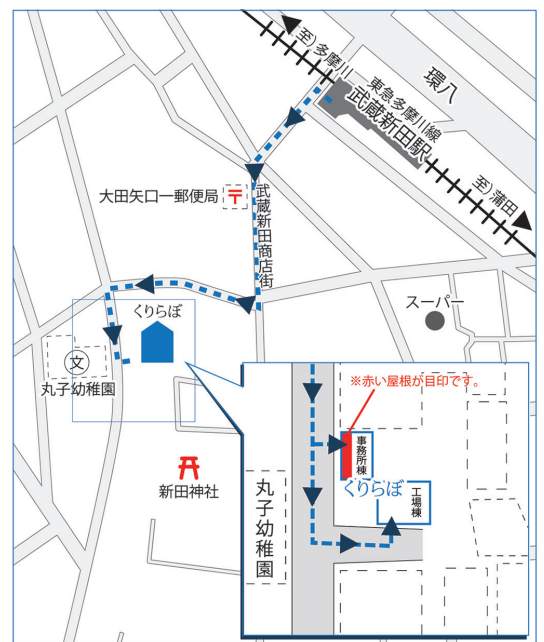 至)多摩川
環八
東急多摩川線
武蔵新田駅
至)蒲田
大田矢口一郵便局
〒
武蔵新田商店街
くりらぼ
スーパー
文
丸子幼稚園
新田神社
※赤い屋根が目印です。
事務所棟
くりらぼ
工場棟
丸子幼稚園